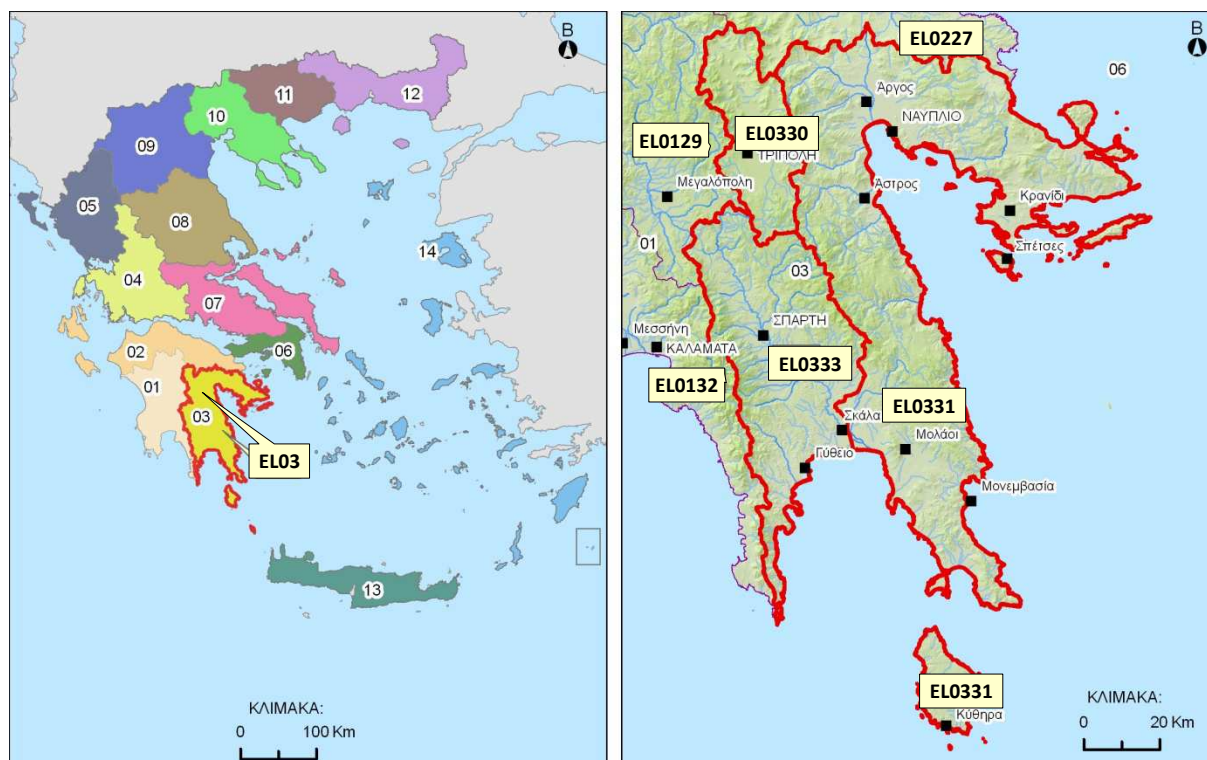 Β
12
11
10
09
05
08
14
04
07
06
02
01
03
EL03
13
ΚΛΙΜΑΚΑ:
0
100 Km
EL0227
Β
06
Άργος
ΝΑΥΠΛΙΟ
EL0129
EL0330
ΤΡΙΠΟΛΗ
Μεγαλόπολη
Άστρος
Κρανίδι
01
Σπέτσες
03
Μεσσήνη
ΣΠΑΡΤΗ
ΚΑΛΑΜΑΤΑ
EL0333
EL0132
EL0331
Σκάλα
Μολάοι
Γύθειο
Μονεμβασία
EL0331
Κύθηρα
ΚΛΙΜΑΚΑ:
0
20 Km